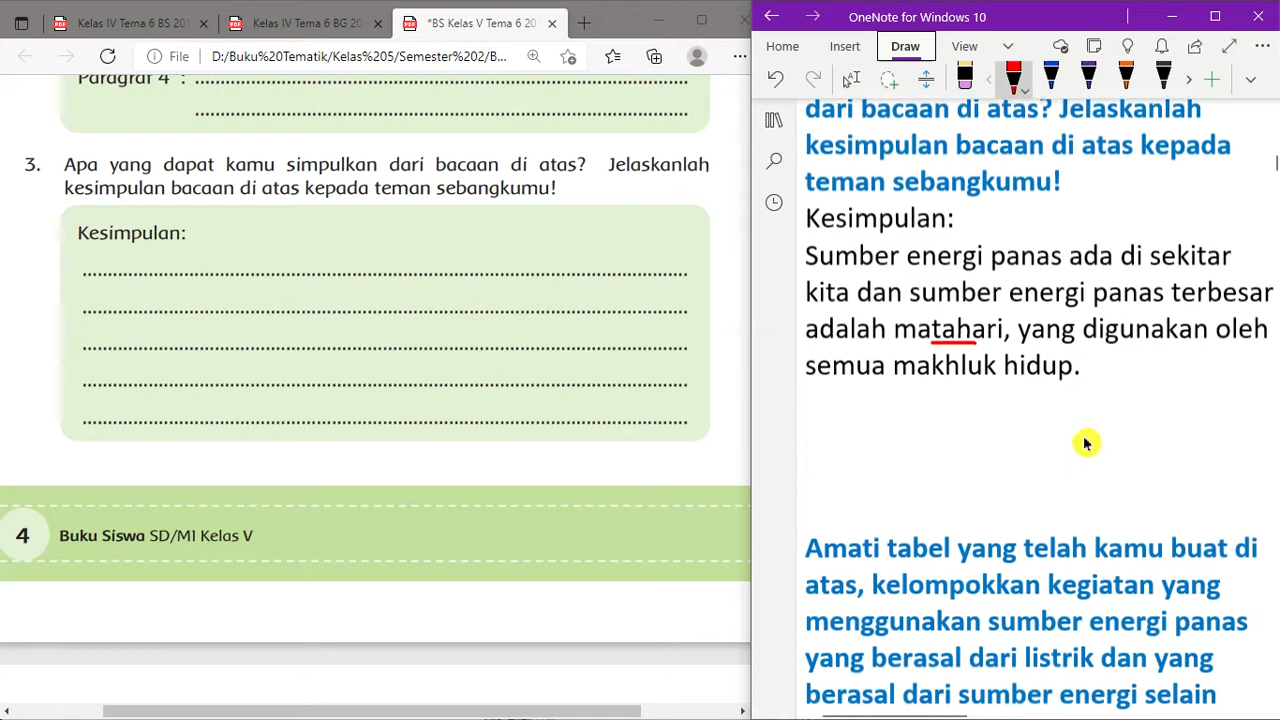 Kelas IV Tema 6 BS 201
Kelas IV Tema 6 BG 20
*BS Kelas V Tema 6 20
File
D:/Buku%20Tematik/Kelas%205/Semester%202/B...
Paragraf 4 :
3. Apa yang dapat kamu simpulkan dari bacaan di atas? Jelaskanlah
kesimpulan bacaan di atas kepada teman sebangkumu!
Kesimpulan:
4 Buku Siswa SD/MI Kelas V
OneNote for Windows 10
Home Insert Draw View
dari bacaan di atas? Jelaskanlah
kesimpulan bacaan di atas kepada
teman sebangkumu!
Kesimpulan:
Sumber energi panas ada di sekitar
kita dan sumber energi panas terbesar
adalah matahari, yang digunakan oleh
semua makhluk hidup.
Amati tabel yang telah kamu buat di
atas, kelompokkan kegiatan yang
menggunakan sumber energi panas
yang berasal dari listrik dan yang
berasal dari sumber energi selain